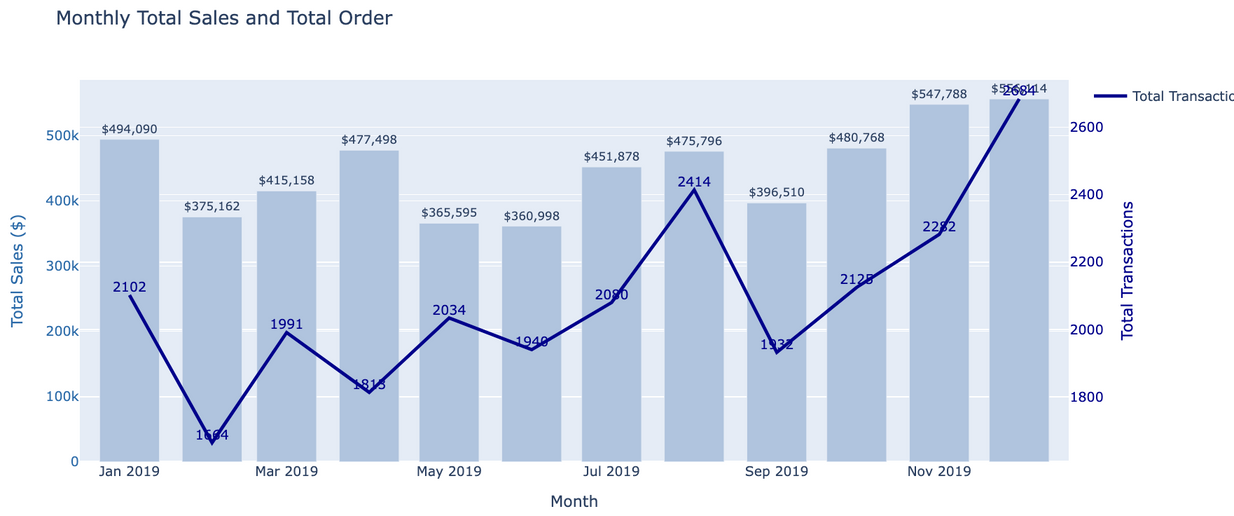 Monthly Total Sales and Total Order
Total Transactio
$494,090
$375,162
$415,158
$477,498
$365,595
$360,998
$451,878
$475,796
$396,510
$480,768
$547,788
2102
1664
1991
1813
2034
1940
2080
2414
1932
2125
2282
2684
500k
400k
300k
200k
100k
0
Total Sales ($)
2600
2400
2200
2000
1800
Total Transactions
Jan 2019 Mar 2019 May 2019 Jul 2019 Sep 2019 Nov 2019
Month